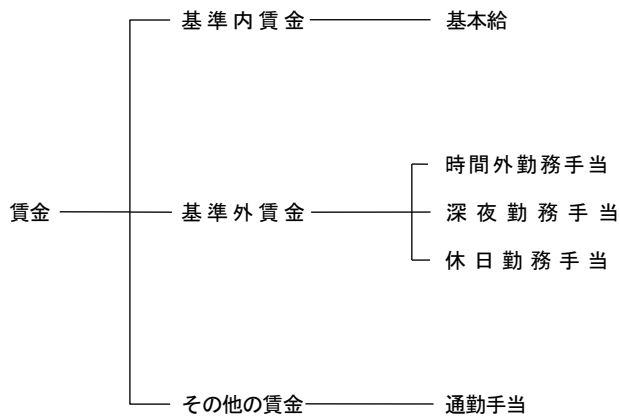 基準内賃金 基本給
時間外勤務手当
賃金 基準外賃金 深夜勤務手当
休日勤務手当
その他の賃金 通勤手当